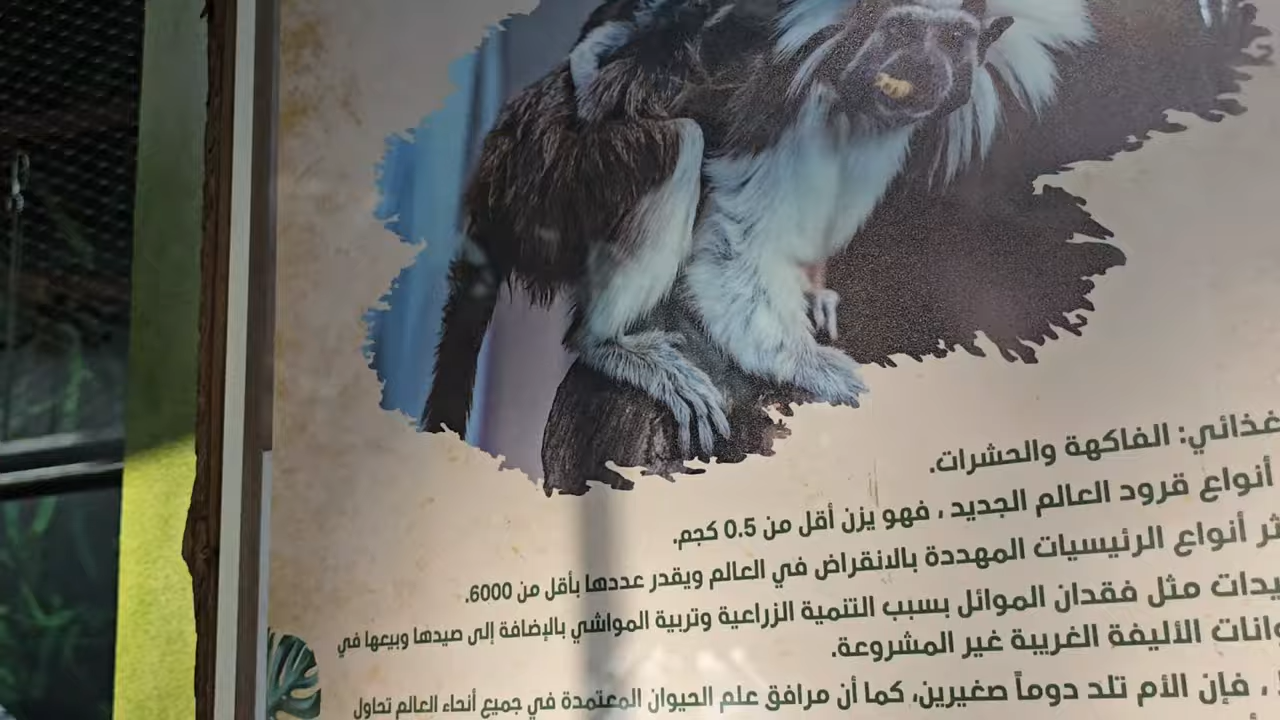 غذائي: الفاكهة والحشرات.
أنواع قرود العالم الجديد ، فهو يزن أقل من 0.5 كجم.
ثر أنواع الرئيسيات المهددة بالانقراض في العالم ويقدر عددها بأقل من 6000.
يدات مثل فقدان الموائل بسبب التنمية الزراعية وتربية المواشي بالإضافة إلى صيدها وبيعها في
وانات الأليفة الغريبة غير المشروعة.
، فإن الأم تلد دوماً صغيرين، كما أن مرافق علم الحيوان المعتمدة في جميع أنحاء العالم تحاول